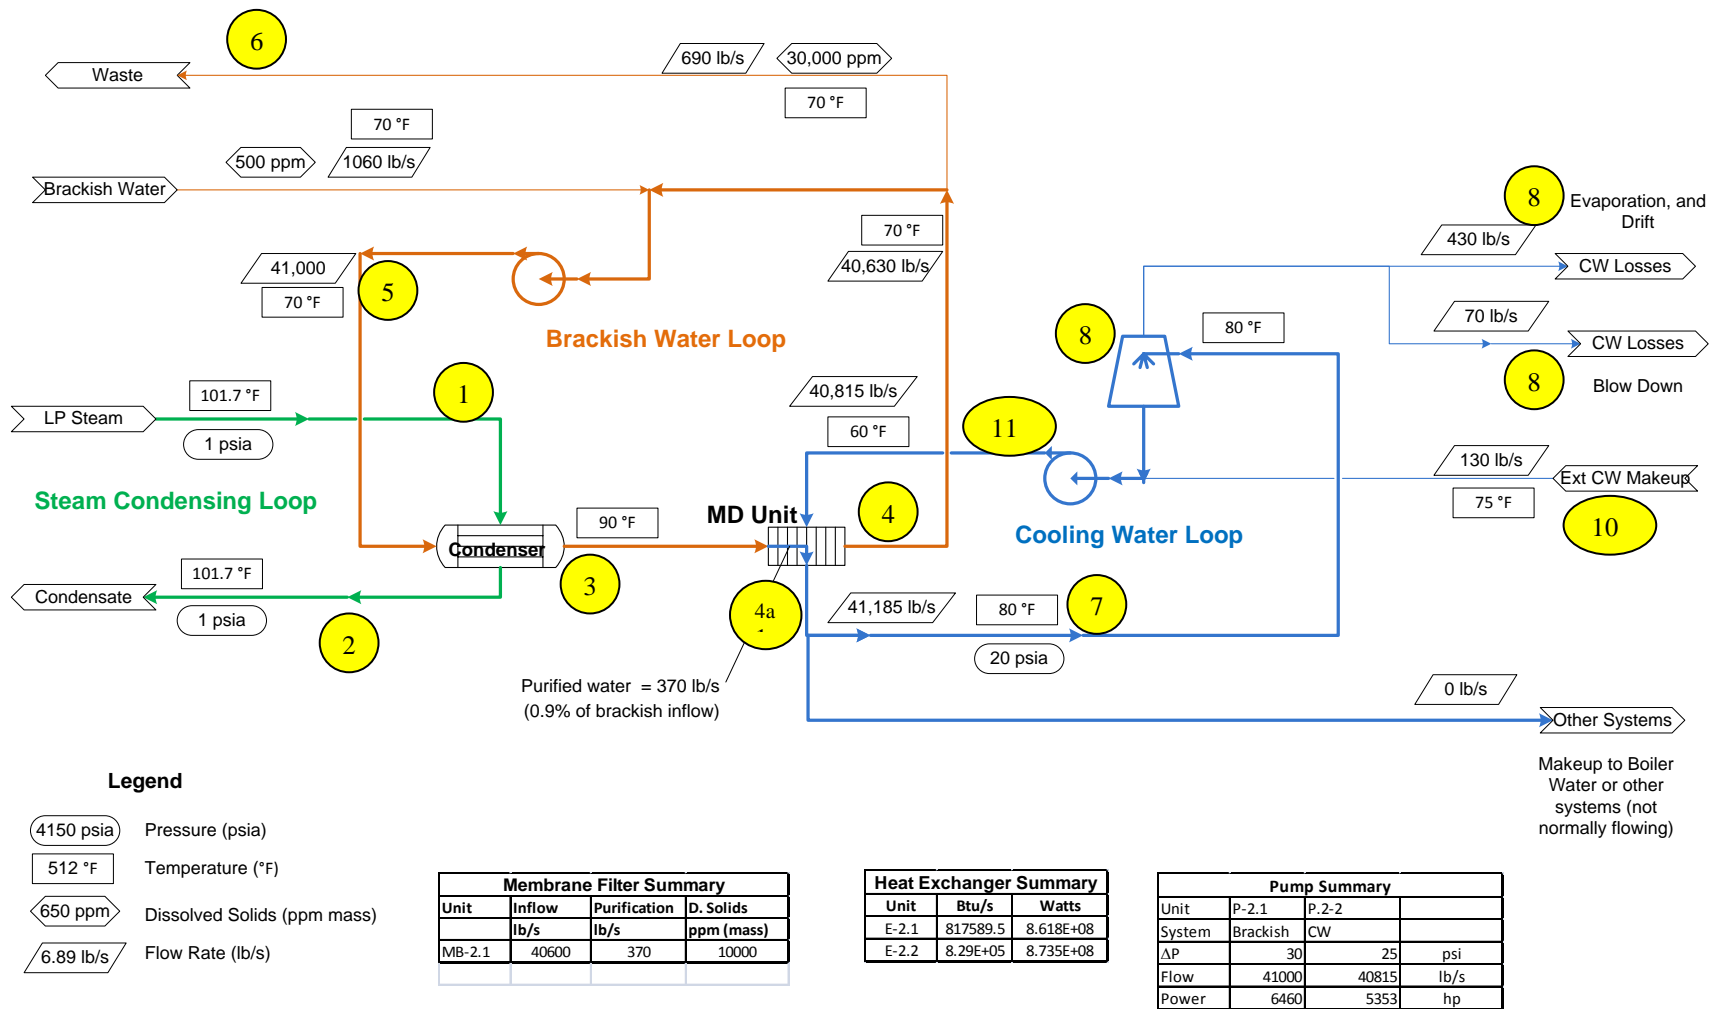 6
690 lb/s
30,000 ppm
Waste
70 °F
70 °F
500 ppm
1060 lb/s
Brackish Water
8
Evaporation, and
Drift
70 °F
430 lb/s
41,000
40,630 lb/s
CW Losses
5
70 °F
70 lb/s
Brackish Water Loop
8
80 °F
CW Losses
101.7 °F
1
40,815 lb/s
8
Blow Down
LP Steam
60 °F
11
1 psia
130 lb/s
Ext CW Makeup
Steam Condensing Loop
75 °F
90 °F
MD Unit
4
Cooling Water Loop
10
Condenser
101.7 °F
3
Condensate
4a
41,185 lb/s
80 °F
7
1 psia
2
20 psia
Purified water = 370 lb/s
(0.9% of brackish inflow)
0 lb/s
Other Systems
Makeup to Boiler
Water or other
systems (not
normally flowing)
Legend
4150 psia Pressure (psia)
512 °F Temperature (°F)
650 ppm Dissolved Solids (ppm mass)
6.89 lb/s Flow Rate (lb/s)
Membrane Filter Summary
Unit Inflow Purification D. Solids
lb/s lb/s ppm (mass)
MB-2.1 40600 370 10000
Heat Exchanger Summary
Unit Btu/s Watts
E-2.1 817589.5 8.618E+08
E-2.2 8.29E+05 8.735E+08
Pump Summary
Unit P-2.1 P.2-2
System Brackish CW
ΔP 30 25 psi
Flow 41000 40815 lb/s
Power 6460 5353 hp